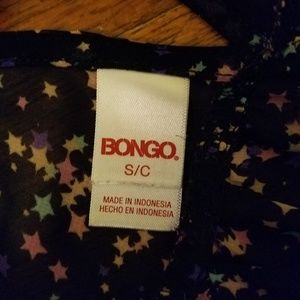 BONGO.
S/C
MADE IN INDONESIA
HECHO EN INDONESIA